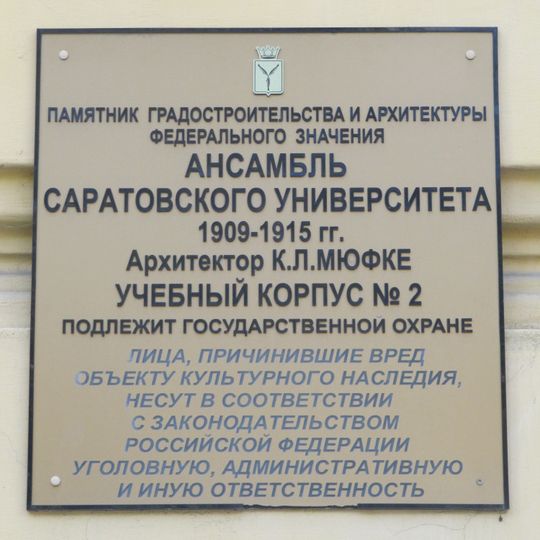 ПАМЯТНИК ГРАДОСТРОИТЕЛЬСТВА И АРХИТЕКТУРЫ
ФЕДЕРАЛЬНОГО ЗНАЧЕНИЯ
АНСАМБЛЬ
САРАТОВСКОГО УНИВЕРСИТЕТА
1909-1915 гг.
Архитектор К.Л.МЮФКЕ
УЧЕБНЫЙ КОРПУС № 2
ПОДЛЕЖИТ ГОСУДАРСТВЕННОЙ ОХРАНЕ
ЛИЦА, ПРИЧИНИВШИЕ ВРЕД
ОБЪЕКТУ КУЛЬТУРНОГО НАСЛЕДИЯ,
НЕСУТ В СООТВЕТСТВИИ
С ЗАКОНОДАТЕЛЬСТВОМ
РОССИЙСКОЙ ФЕДЕРАЦИИ
УГОЛОВНУЮ, АДМИНИСТРАТИВНУЮ
И ИНУЮ ОТВЕТСТВЕННОСТЬ